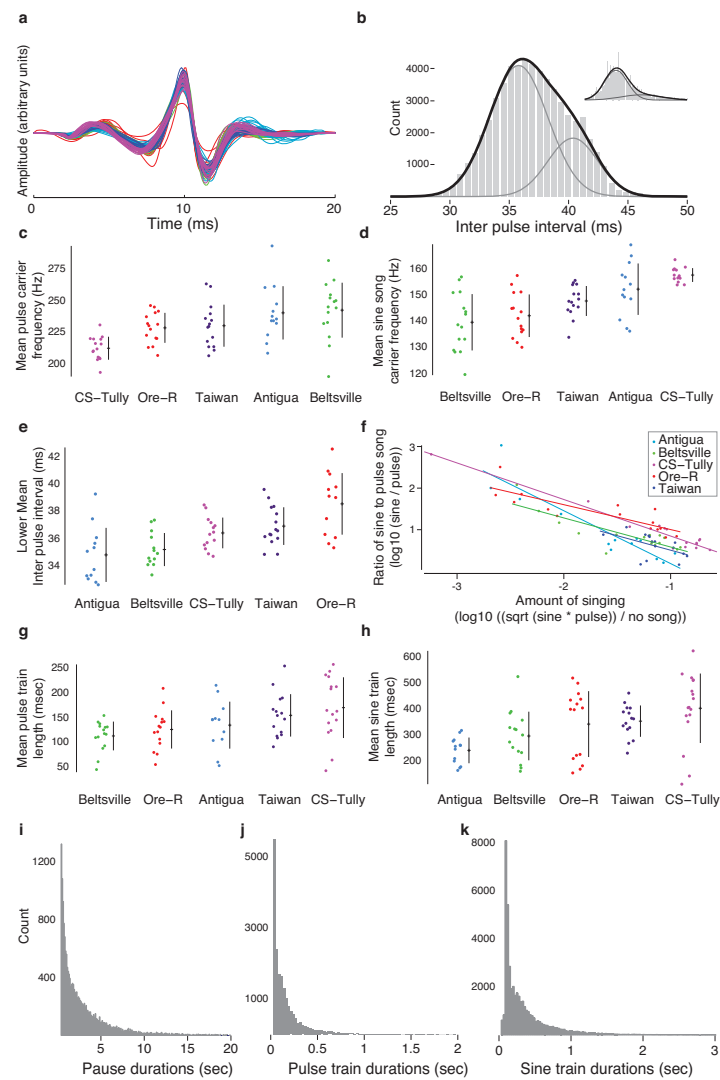 a
Amplitude (arbitrary units)
0
10
20
Time (ms)
b
Count
4000
3000
2000
1000
25
30
35
40
45
50
Inter pulse interval (ms)
c
Mean pulse carrier
frequency (Hz)
275
250
225
200
CS−Tully
Ore−R
Taiwan
Antigua
Beltsville
d
Mean sine song
carrier frequency (Hz)
160
150
140
130
120
Beltsville
Ore−R
Taiwan
Antigua
CS−Tully
e
Lower Mean
Inter pulse interval (ms)
42
40
38
36
34
Antigua
Beltsville
CS−Tully
Taiwan
Ore−R
f
Ratio of sine to pulse song
(log10 (sine / pulse))
3
2
1
-3
-2
-1
Amount of singing
(log10 ((sqrt (sine * pulse)) / no song))
Antigua
Beltsville
CS−Tully
Ore−R
Taiwan
g
Mean pulse train
length (msec)
250
200
150
100
50
Beltsville
Ore−R
Antigua
Taiwan
CS−Tully
h
Mean sine train
length (msec)
600
500
400
300
200
Antigua
Beltsville
Ore−R
Taiwan
CS−Tully
i
Count
1200
800
400
5
10
15
20
Pause durations (sec)
j
5000
3000
1000
0
0.5
1
1.5
2
Pulse train durations (sec)
k
8000
6000
4000
2000
0
1
2
3
Sine train durations (sec)